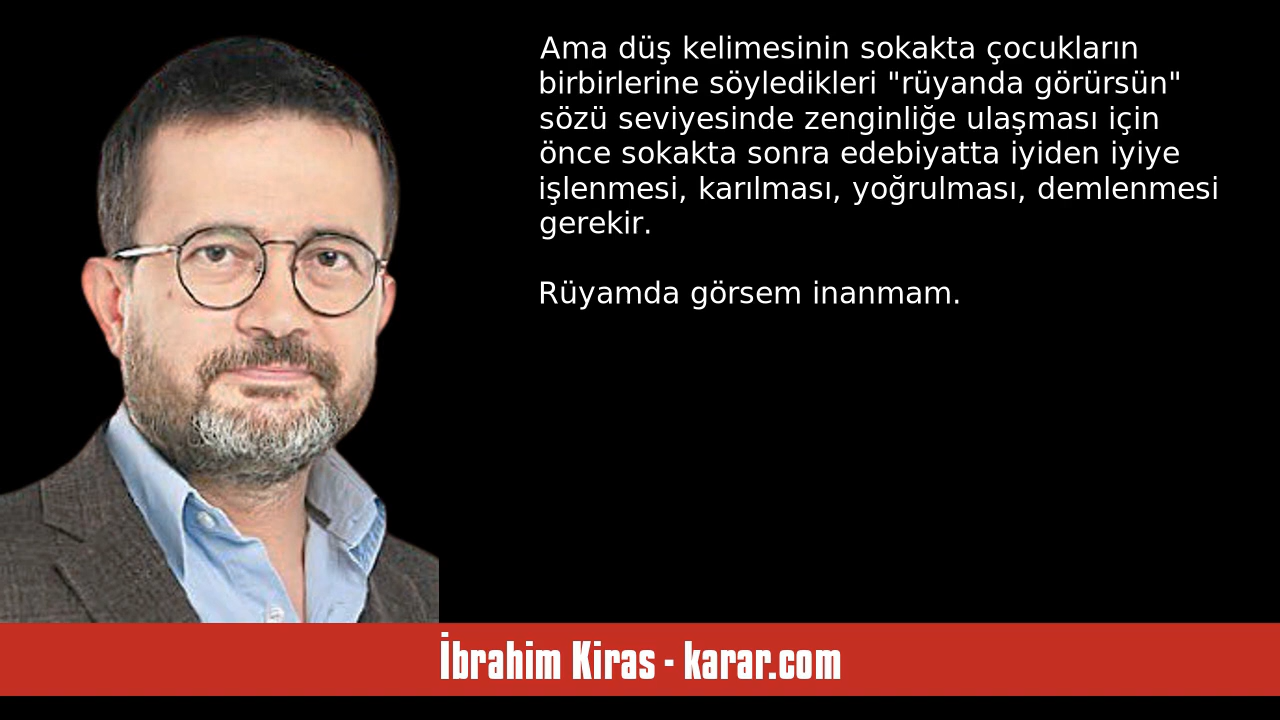 Ama düş kelimesinin sokakta çocukların
birbirlerine söyledikleri "rüyanda görürsün"
sözü seviyesinde zenginliğe ulaşması için
önce sokakta sonra edebiyatta iyiden iyiye
işlenmesi, karılması, yoğrulması, demlenmesi
gerekir.
Rüyamda görsem inanmam.
İbrahim Kiras - karar.com